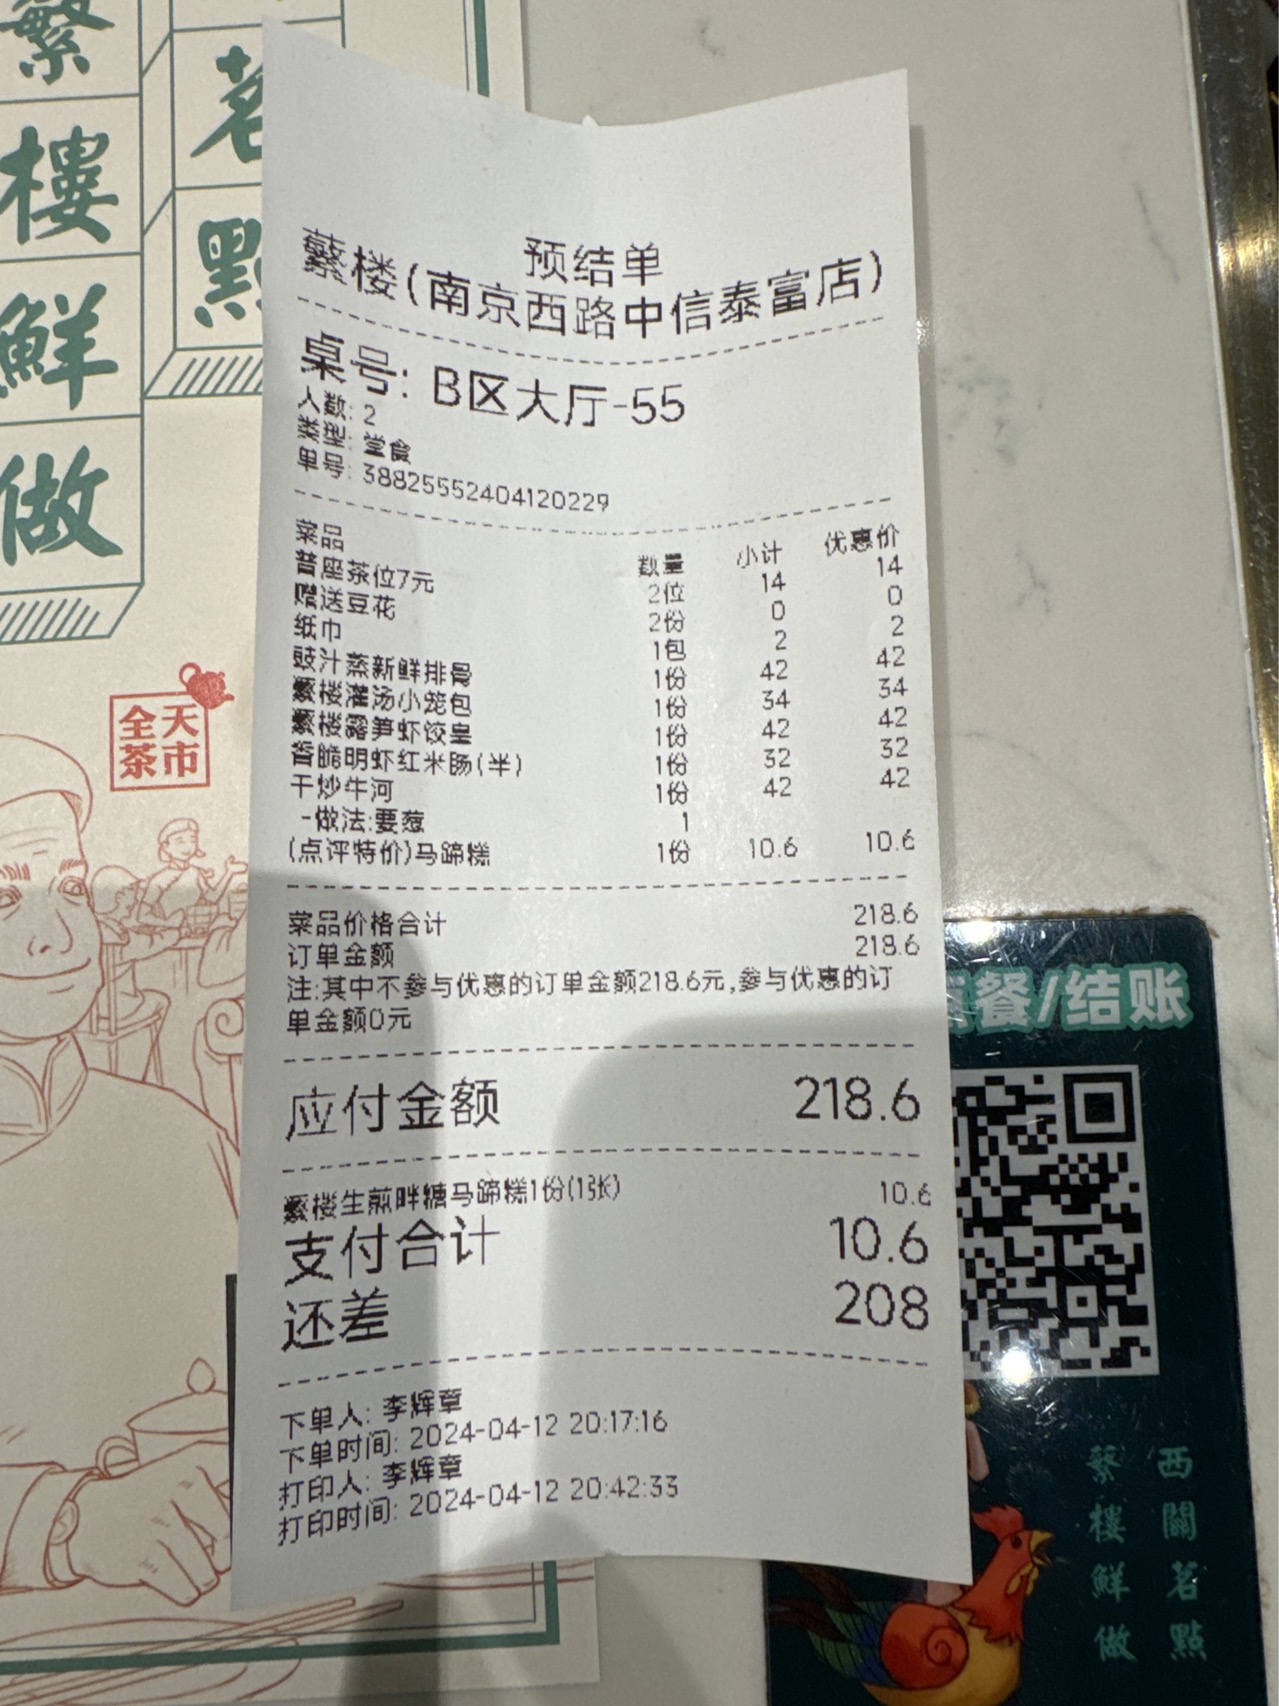 繁樓鮮做
茗點
全天
茶市
预结单
蘩楼(南京西路中信泰富店)
桌号: B区大厅-55
人数: 2
类型: 堂食
单号: 38825552404120229
菜品 数量 小计 优惠价
普座茶位7元 2位 14 14
赠送豆花 2份 0 0
纸巾 1包 2 2
豉汁蒸新鲜排骨 1份 42 42
蘩楼灌汤小笼包 1份 34 34
蘩楼露笋虾饺皇 1份 42 42
香脆明虾红米肠(半) 1份 32 32
干炒牛河 1份 42 42
-做法:要葱 1
(点评特价)马蹄糕 1份 10.6 10.6
菜品价格合计 218.6
订单金额 218.6
注:其中不参与优惠的订单金额218.6元,参与优惠的订
单金额0元
应付金额 218.6
蘩楼生煎畔糖马蹄糕1份(1张) 10.6
支付合计 10.6
还差 208
下单人: 李辉章
下单时间: 2024-04-12 20:17:16
打印人: 李辉章
打印时间: 2024-04-12 20:42:33
餐/结账
西關茗點
蘩樓鮮做